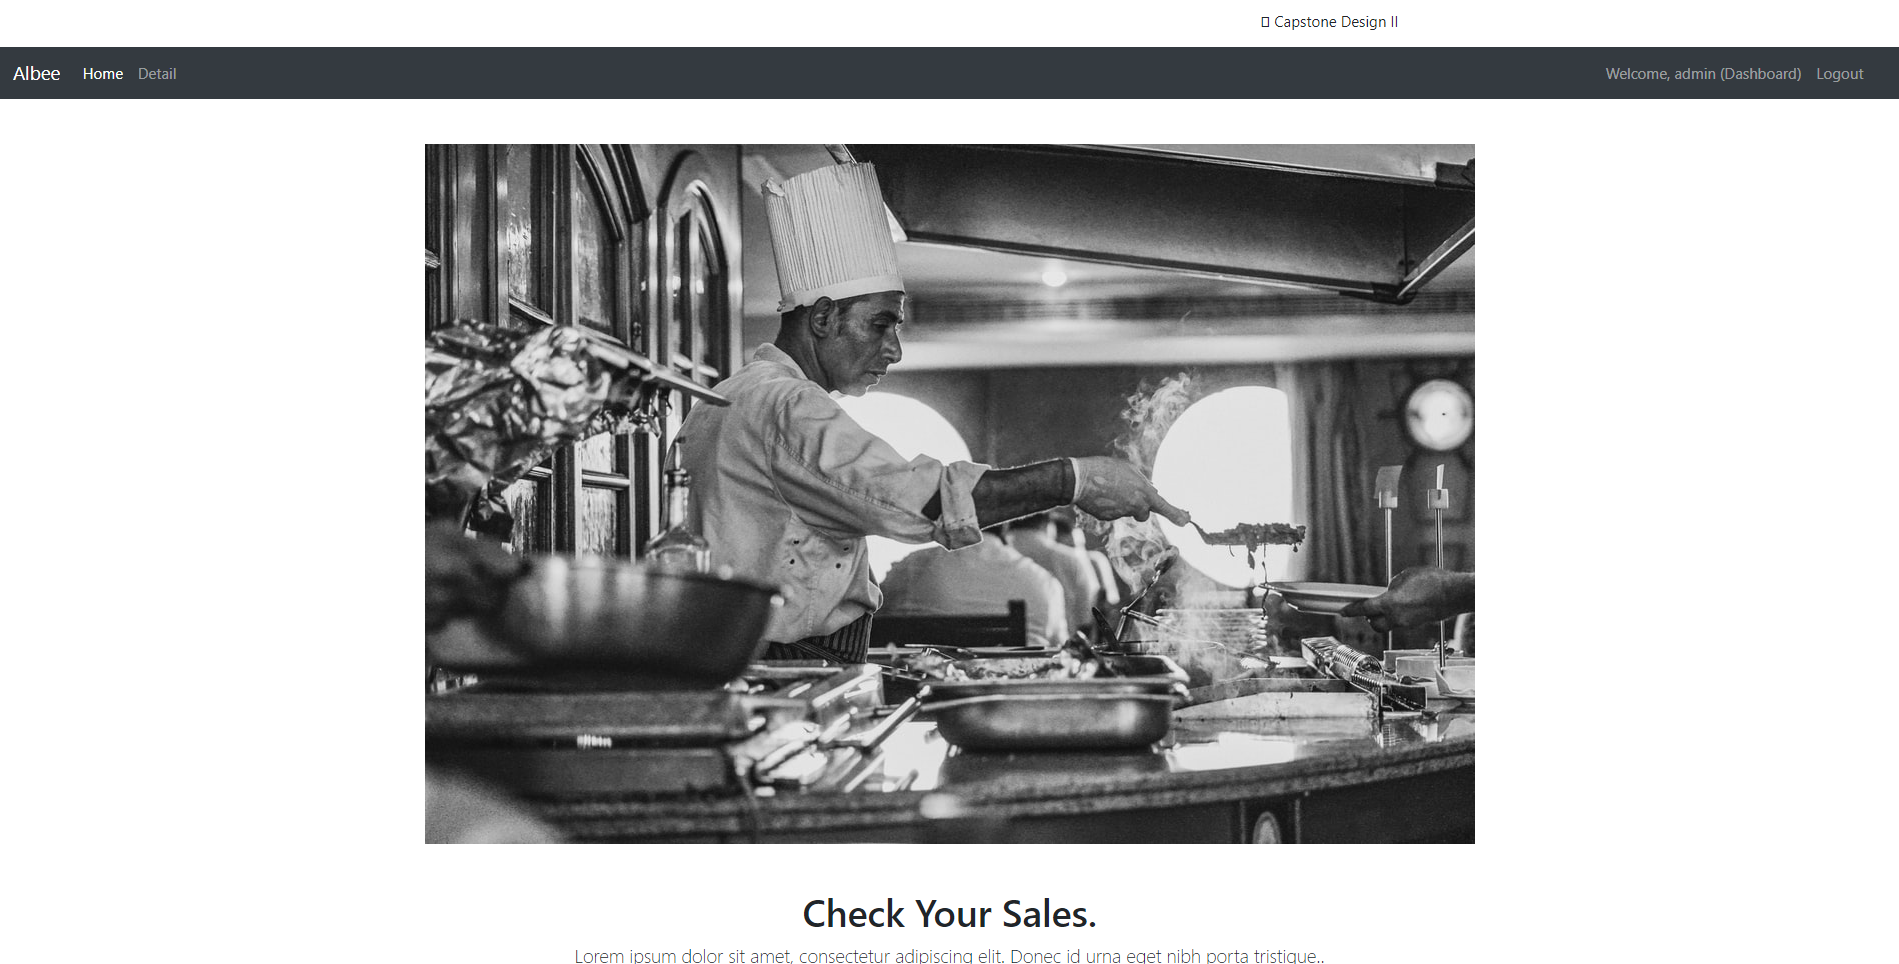 Capstone Design II
Albee Home Detail Welcome, admin (Dashboard) Logout
Check Your Sales.
Lorem ipsum dolor sit amet, consectetur adipiscing elit. Donec id urna eget nibh porta tristique..